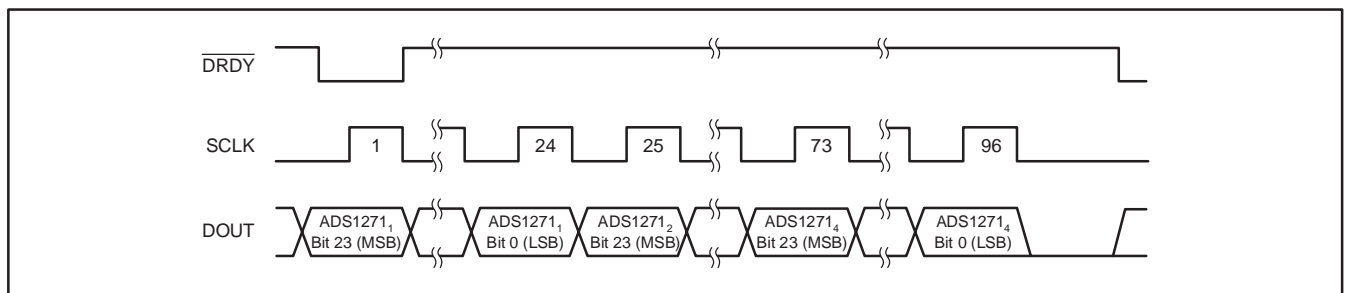 DRDY
SCLK
1
24
25
73
96
DOUT
ADS1271₁
Bit 23 (MSB)
ADS1271₁
Bit 0 (LSB)
ADS1271₂
Bit 23 (MSB)
ADS1271₄
Bit 23 (MSB)
ADS1271₄
Bit 0 (LSB)